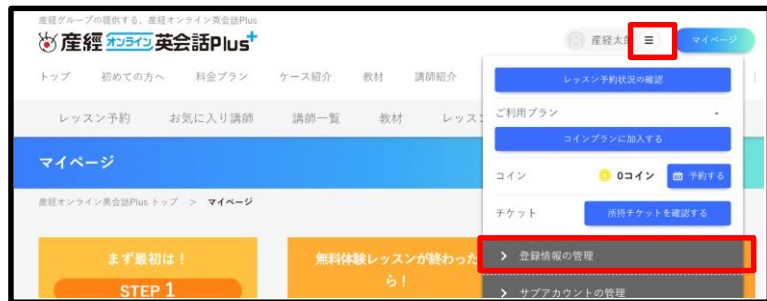 産経グループの提供する、産経オンライン英会話Plus
産経オンライン英会話Plus+
産経太郎
マイページ
トップ 初めての方へ 料金プラン ケース紹介 教材 講師紹介
レッスン予約 お気に入り講師 講師一覧 教材
マイページ
産経オンライン英会話Plus トップ > マイページ
まず最初は！
STEP 1
無料体験レッスンが終わったら！
レッスン予約状況の確認
ご利用プラン -
コインプランに加入する
コイン 0コイン 予約する
チケット 所持チケットを確認する
> 登録情報の管理
> サブアカウントの管理